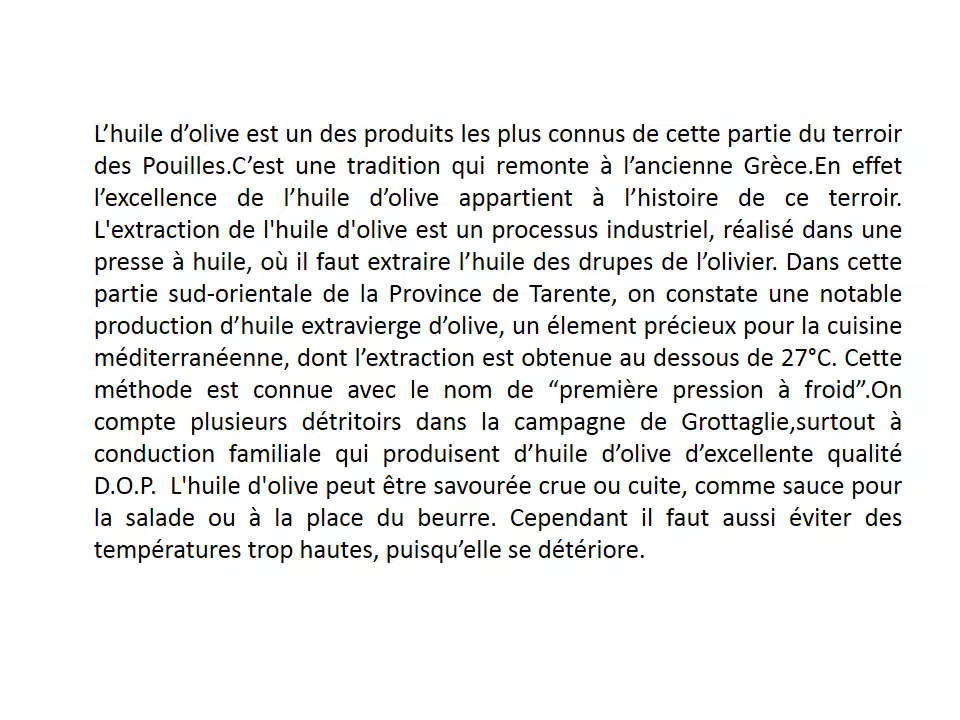 L’huile d’olive est un des produits les plus connus de cette partie du terroir
des Pouilles.C’est une tradition qui remonte à l’ancienne Grèce.En effet
l’excellence de l’huile d’olive appartient à l’histoire de ce terroir.
L'extraction de l'huile d'olive est un processus industriel, réalisé dans une
presse à huile, où il faut extraire l’huile des drupes de l’olivier. Dans cette
partie sud-orientale de la Province de Tarente, on constate une notable
production d’huile extravierge d’olive, un élement précieux pour la cuisine
méditerranéenne, dont l’extraction est obtenue au dessous de 27°C. Cette
méthode est connue avec le nom de “première pression à froid”.On
compte plusieurs détritoirs dans la campagne de Grottaglie,surtout à
conduction familiale qui produisent d’huile d’olive d’excellente qualité
D.O.P.  L'huile d'olive peut être savourée crue ou cuite, comme sauce pour
la salade ou à la place du beurre. Cependant il faut aussi éviter des
températures trop hautes, puisqu’elle se détériore.